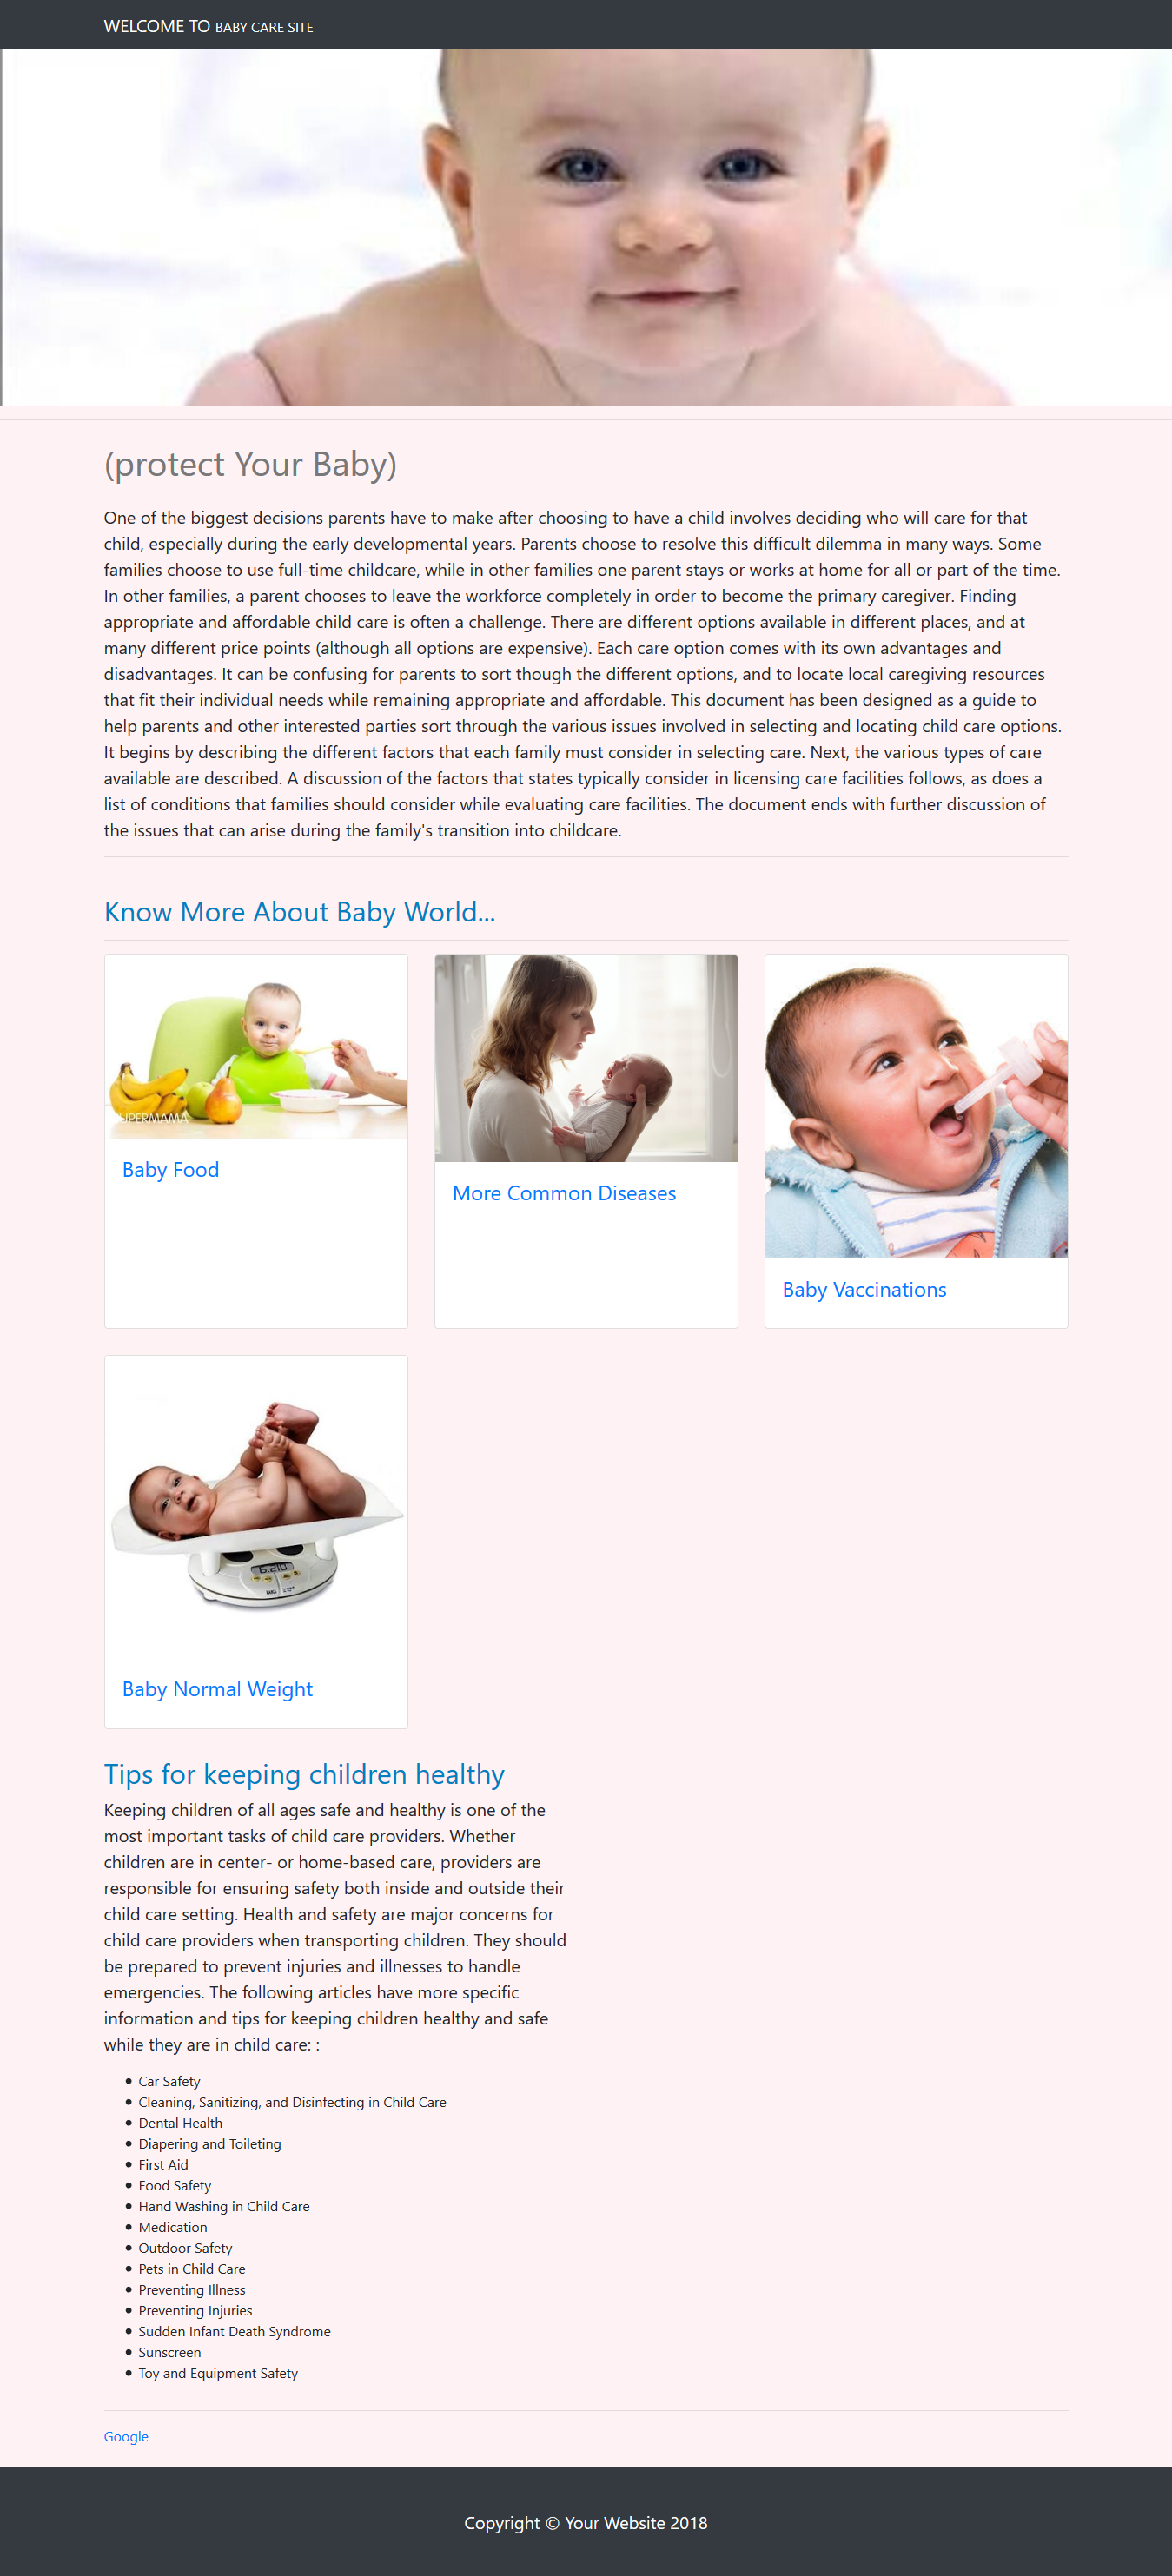 WELCOME TO BABY CARE SITE
(protect Your Baby)
One of the biggest decisions parents have to make after choosing to have a child involves deciding who will care for that
child, especially during the early developmental years. Parents choose to resolve this difficult dilemma in many ways. Some
families choose to use full-time childcare, while in other families one parent stays or works at home for all or part of the time.
In other families, a parent chooses to leave the workforce completely in order to become the primary caregiver. Finding
appropriate and affordable child care is often a challenge. There are different options available in different places, and at
many different price points (although all options are expensive). Each care option comes with its own advantages and
disadvantages. It can be confusing for parents to sort though the different options, and to locate local caregiving resources
that fit their individual needs while remaining appropriate and affordable. This document has been designed as a guide to
help parents and other interested parties sort through the various issues involved in selecting and locating child care options.
It begins by describing the different factors that each family must consider in selecting care. Next, the various types of care
available are described. A discussion of the factors that states typically consider in licensing care facilities follows, as does a
list of conditions that families should consider while evaluating care facilities. The document ends with further discussion of
the issues that can arise during the family's transition into childcare.
Know More About Baby World...
Baby Food
More Common Diseases
Baby Vaccinations
Baby Normal Weight
Tips for keeping children healthy
Keeping children of all ages safe and healthy is one of the
most important tasks of child care providers. Whether
children are in center- or home-based care, providers are
responsible for ensuring safety both inside and outside their
child care setting. Health and safety are major concerns for
child care providers when transporting children. They should
be prepared to prevent injuries and illnesses to handle
emergencies. The following articles have more specific
information and tips for keeping children healthy and safe
while they are in child care: :
• Car Safety
• Cleaning, Sanitizing, and Disinfecting in Child Care
• Dental Health
• Diapering and Toileting
• First Aid
• Food Safety
• Hand Washing in Child Care
• Medication
• Outdoor Safety
• Pets in Child Care
• Preventing Illness
• Preventing Injuries
• Sudden Infant Death Syndrome
• Sunscreen
• Toy and Equipment Safety
Google
Copyright © Your Website 2018